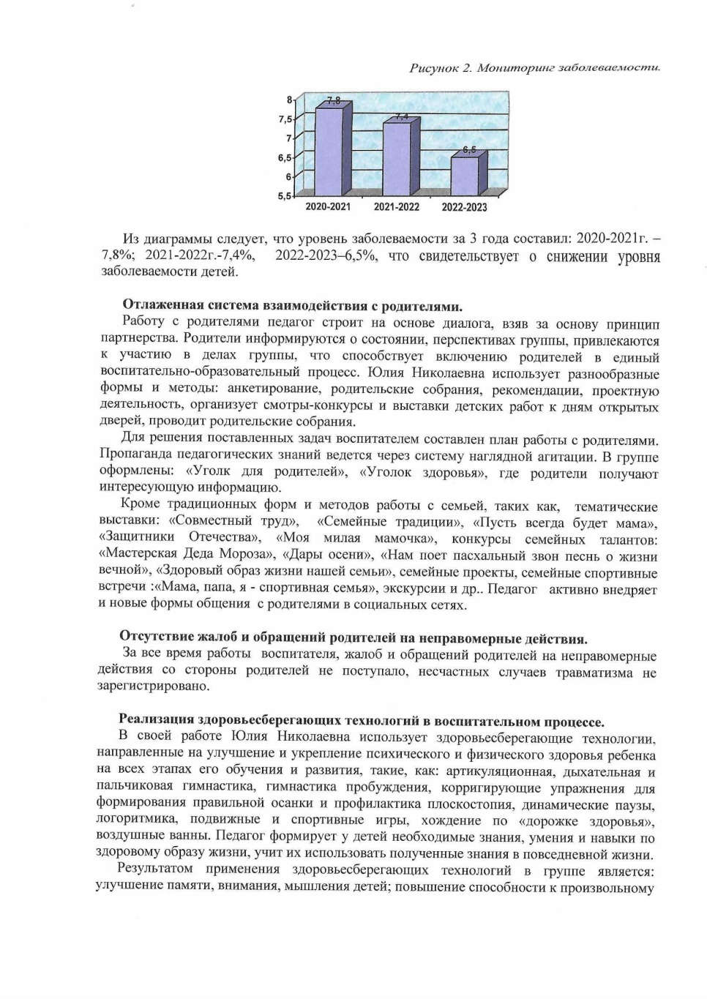 Рисунок 2. Мониторинг заболеваемости.
8
7,5
7
6,5
6
5,5
7,8
7,4
6,5
2020-2021 2021-2022 2022-2023
Из диаграммы следует, что уровень заболеваемости за 3 года составил: 2020-2021г. –
7,8%; 2021-2022г.-7,4%, 2022-2023–6,5%, что свидетельствует о снижении уровня
заболеваемости детей.
Отлаженная система взаимодействия с родителями.
Работу с родителями педагог строит на основе диалога, взяв за основу принцип
партнерства. Родители информируются о состоянии, перспективах группы, привлекаются
к участию в делах группы, что способствует включению родителей в единый
воспитательно-образовательный процесс. Юлия Николаевна использует разнообразные
формы и методы: анкетирование, родительские собрания, рекомендации, проектную
деятельность, организует смотры-конкурсы и выставки детских работ к дням открытых
дверей, проводит родительские собрания.
Для решения поставленных задач воспитателем составлен план работы с родителями.
Пропаганда педагогических знаний ведется через систему наглядной агитации. В группе
оформлены: «Уголк для родителей», «Уголок здоровья», где родители получают
интересующую информацию.
Кроме традиционных форм и методов работы с семьей, таких как, тематические
выставки: «Совместный труд», «Семейные традиции», «Пусть всегда будет мама»,
«Защитники Отечества», «Моя милая мамочка», конкурсы семейных талантов:
«Мастерская Деда Мороза», «Дары осени», «Нам поет пасхальный звон песнь о жизни
вечной», «Здоровый образ жизни нашей семьи», семейные проекты, семейные спортивные
встречи :«Мама, папа, я - спортивная семья», экскурсии и др.. Педагог активно внедряет
и новые формы общения с родителями в социальных сетях.
Отсутствие жалоб и обращений родителей на неправомерные действия.
За все время работы воспитателя, жалоб и обращений родителей на неправомерные
действия со стороны родителей не поступало, несчастных случаев травматизма не
зарегистрировано.
Реализация здоровьесберегающих технологий в воспитательном процессе.
В своей работе Юлия Николаевна использует здоровьесберегающие технологии,
направленные на улучшение и укрепление психического и физического здоровья ребенка
на всех этапах его обучения и развития, такие, как: артикуляционная, дыхательная и
пальчиковая гимнастика, гимнастика пробуждения, корригирующие упражнения для
формирования правильной осанки и профилактика плоскостопия, динамические паузы,
логоритмика, подвижные и спортивные игры, хождение по «дорожке здоровья»,
воздушные ванны. Педагог формирует у детей необходимые знания, умения и навыки по
здоровому образу жизни, учит их использовать полученные знания в повседневной жизни.
Результатом применения здоровьесберегающих технологий в группе является:
улучшение памяти, внимания, мышления детей; повышение способности к произвольному